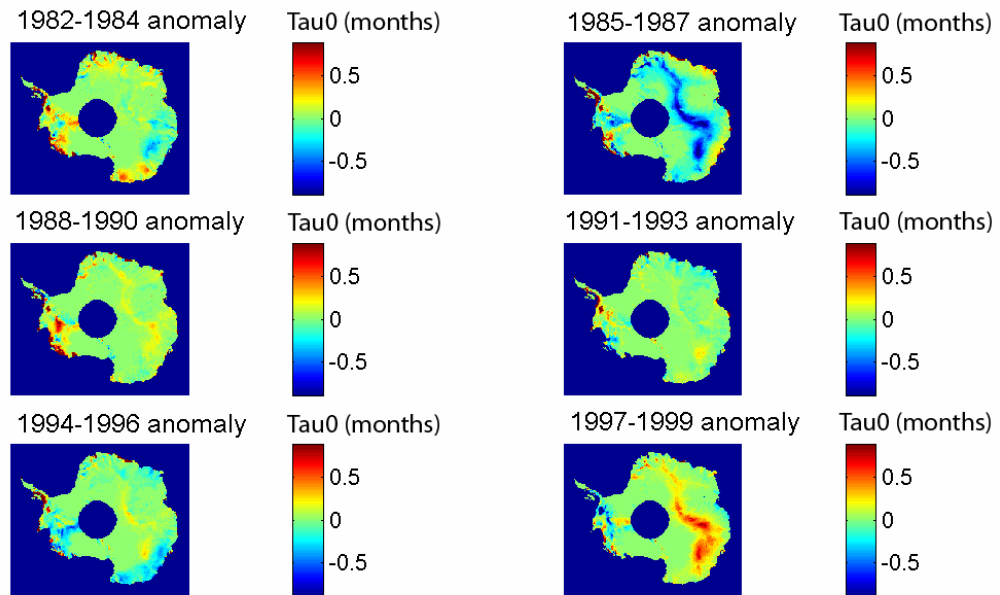 1982-1984 anomaly
Tau0 (months)
0.5
0
-0.5
1985-1987 anomaly
Tau0 (months)
0.5
0
-0.5
1988-1990 anomaly
Tau0 (months)
0.5
0
-0.5
1991-1993 anomaly
Tau0 (months)
0.5
0
-0.5
1994-1996 anomaly
Tau0 (months)
0.5
0
-0.5
1997-1999 anomaly
Tau0 (months)
0.5
0
-0.5